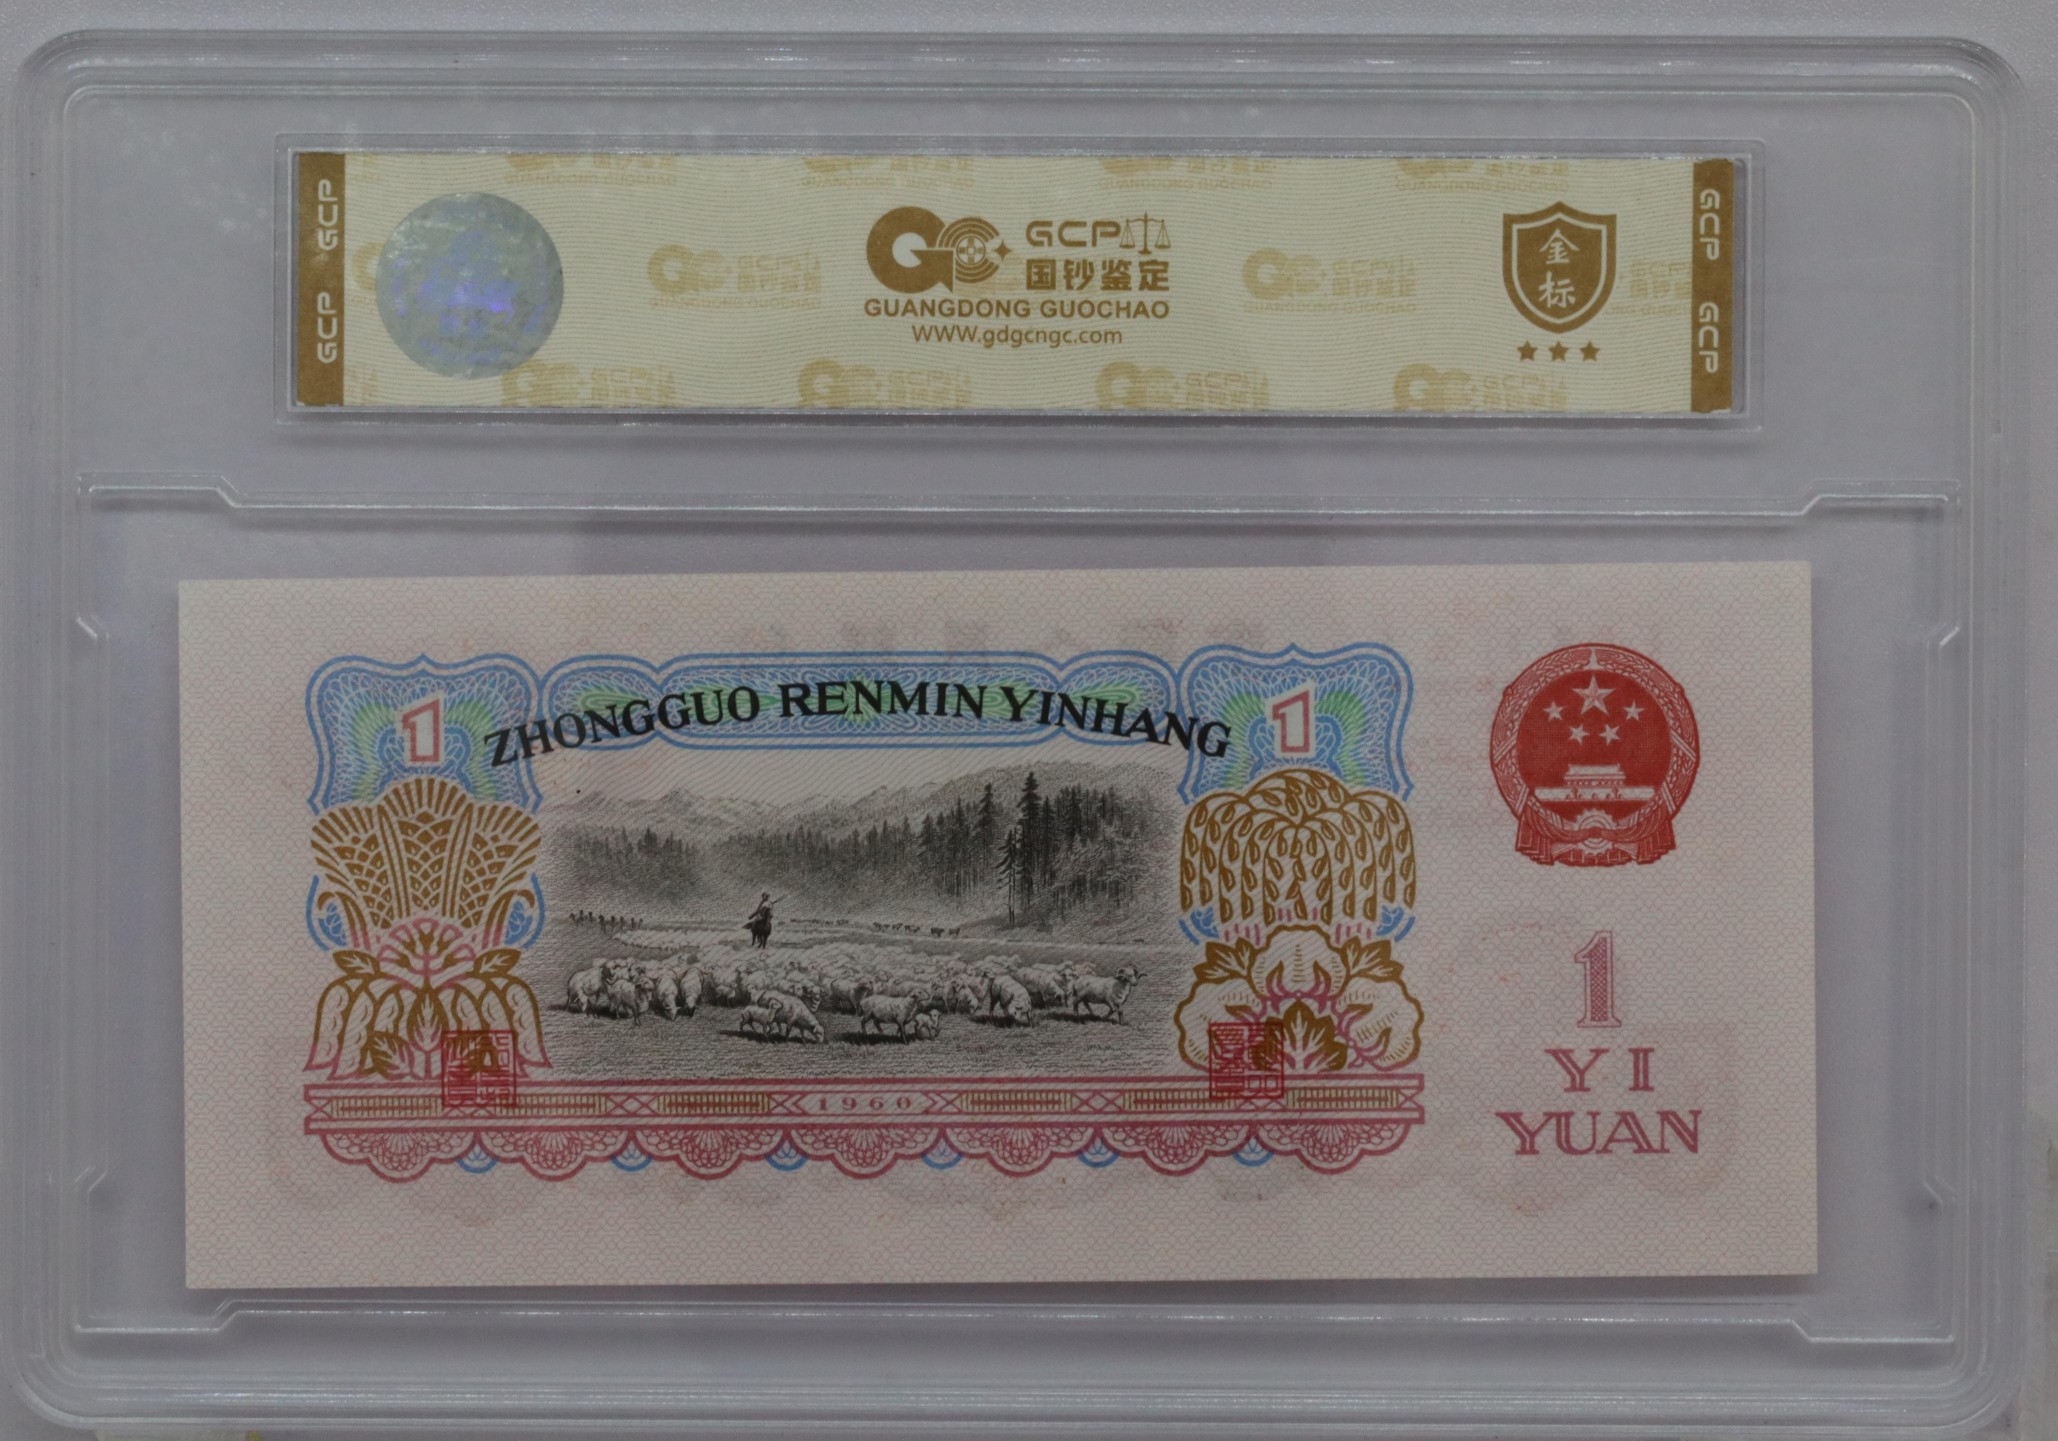 GCP GCP
GCP
国钞鉴定
GUANGDONG GUOCHAO
WWW.gdgcngc.com
金
标
GCP GCP
ZHONGGUO RENMIN YINHANG
1
1
1960
1
YI
YUAN